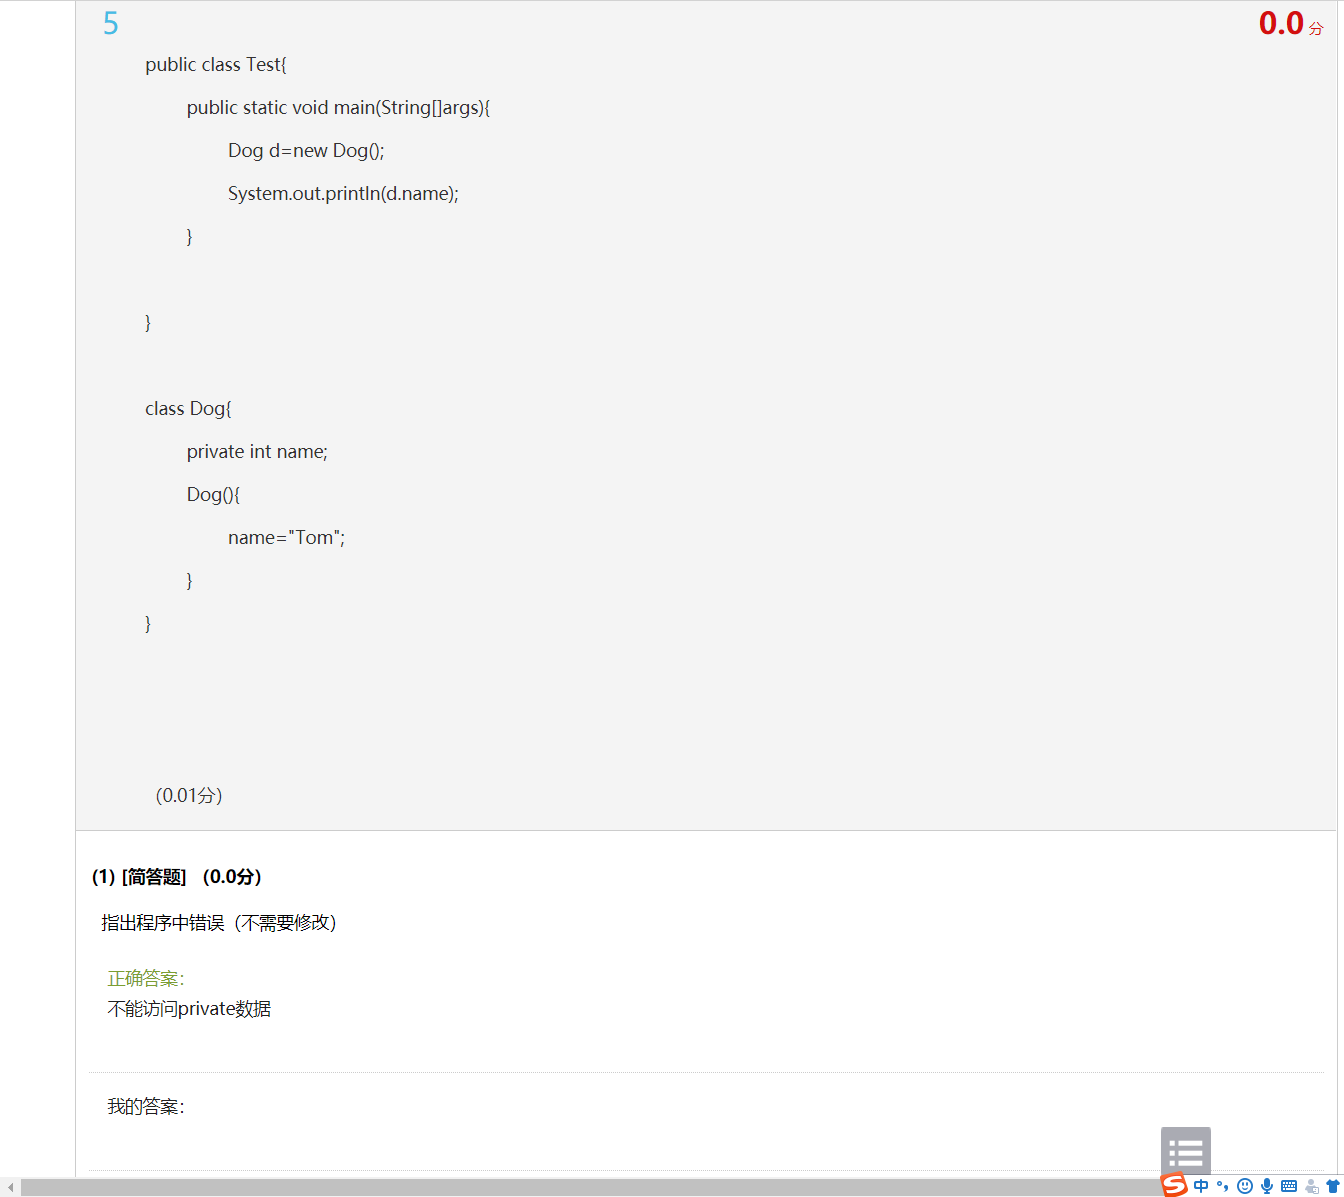 5
0.0 分
public class Test{
public static void main(String[]args){
Dog d=new Dog();
System.out.println(d.name);
}
}
class Dog{
private int name;
Dog(){
name="Tom";
}
}
(0.01分)
(1) [简答题] （0.0分）
指出程序中错误（不需要修改）
正确答案：
不能访问private数据
我的答案：
S 中